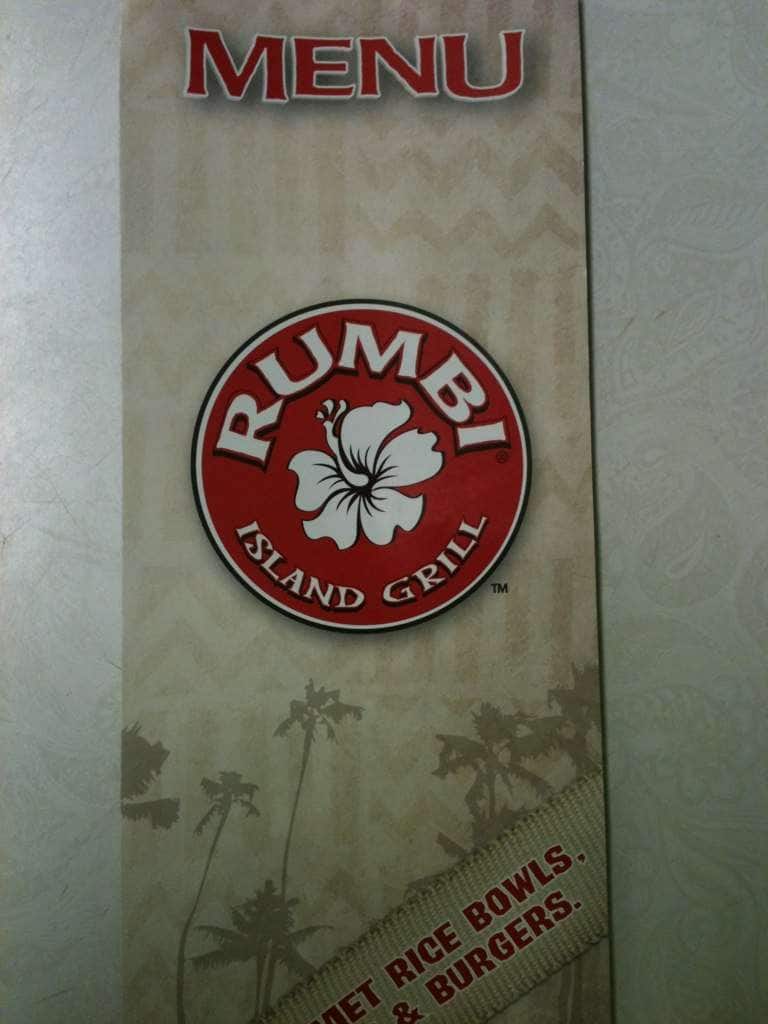 MENU
RUMBI®
ISLAND GRILL
™
RICE BOWLS,
& BURGERS.